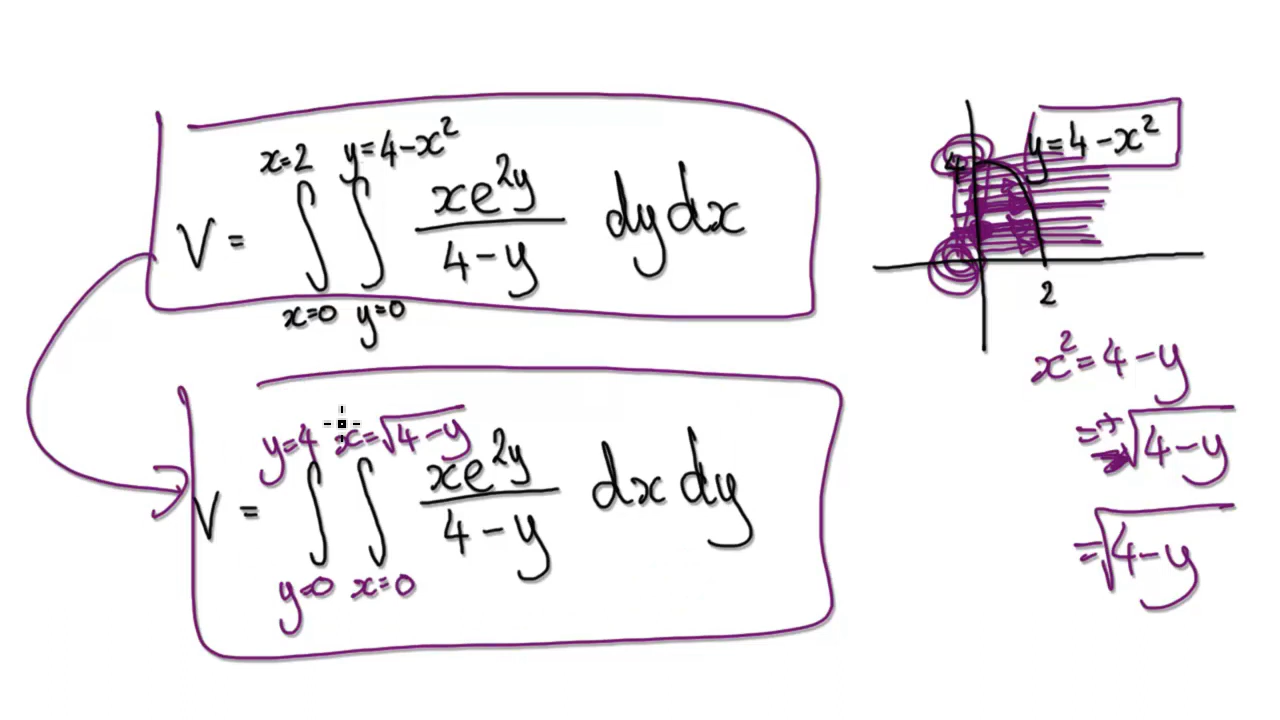 x=2 y=4-x²
V = ∫∫ xe^{2y}/(4-y) dy dx
x=0 y=0
y=4 x=√(4-y)
V = ∫∫ xe^{2y}/(4-y) dx dy
y=0 x=0
y=4-x²
4
2
x²=4-y
=±√(4-y)
=√(4-y)